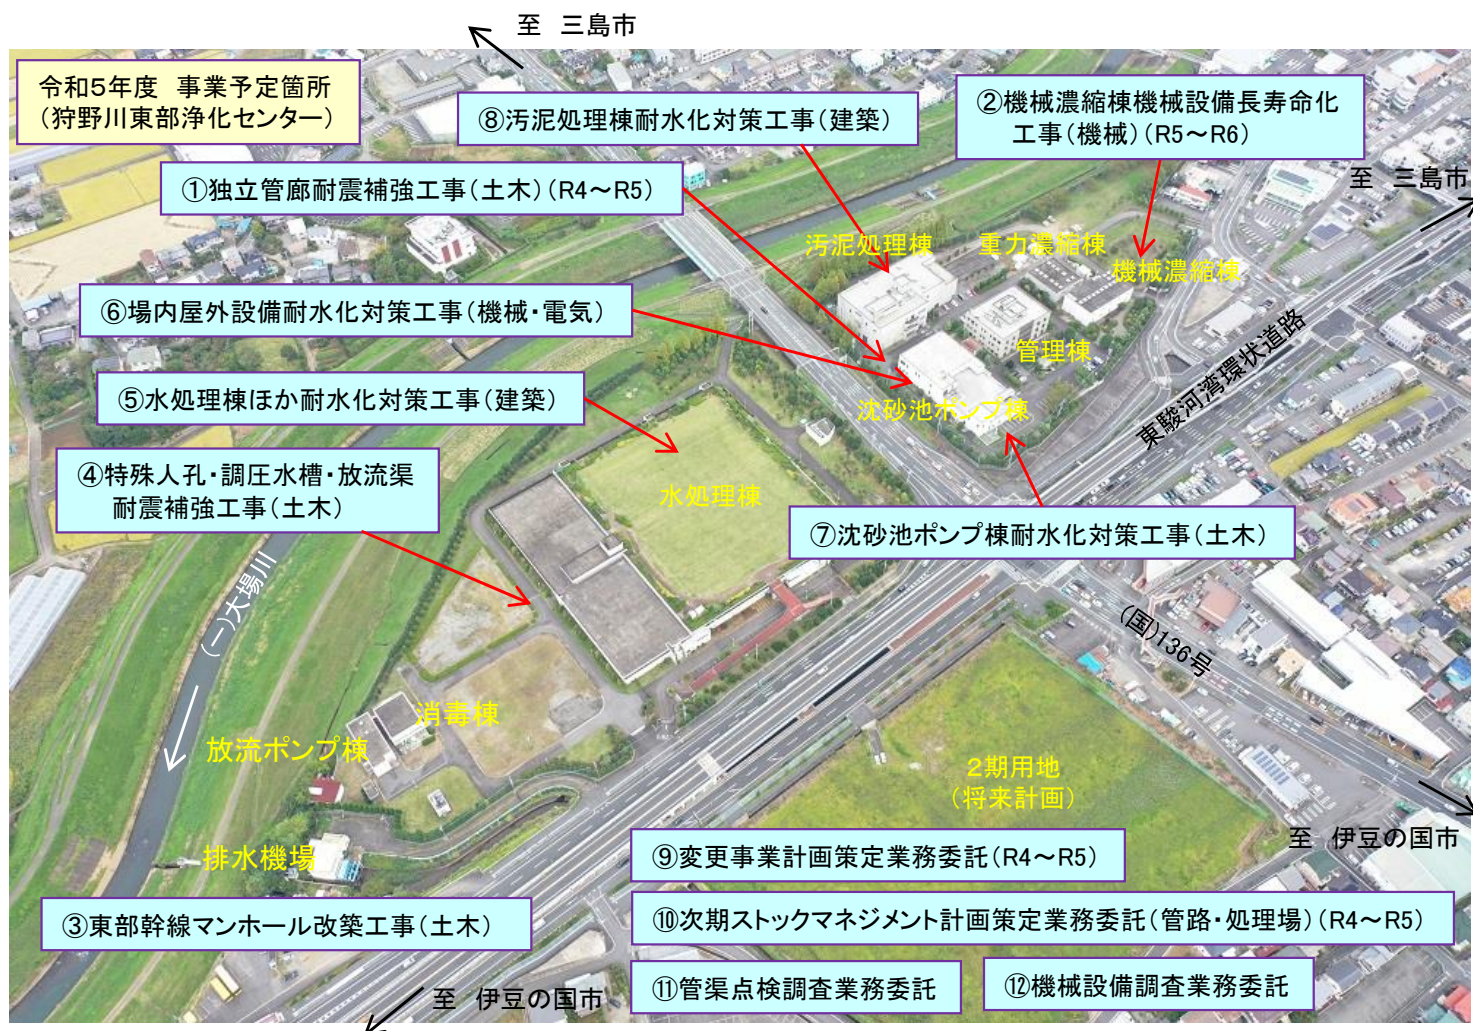 至 三島市
令和5年度 事業予定箇所
(狩野川東部浄化センター)
⑧汚泥処理棟耐水化対策工事(建築)
②機械濃縮棟機械設備長寿命化
工事(機械)(R5~R6)
①独立管廊耐震補強工事(土木)(R4~R5)
至 三島市
汚泥処理棟
重力濃縮棟
機械濃縮棟
⑥場内屋外設備耐水化対策工事(機械・電気)
管理棟
東駿河湾環状道路
⑤水処理棟ほか耐水化対策工事(建築)
沈砂池ポンプ棟
④特殊人孔・調圧水槽・放流渠
耐震補強工事(土木)
水処理棟
⑦沈砂池ポンプ棟耐水化対策工事(土木)
(一)大場川
(国)136号
消毒棟
放流ポンプ棟
2期用地
(将来計画)
至 伊豆の国市
排水機場
⑨変更事業計画策定業務委託(R4~R5)
③東部幹線マンホール改築工事(土木)
⑩次期ストックマネジメント計画策定業務委託(管路・処理場)(R4~R5)
至 伊豆の国市
⑪管渠点検調査業務委託
⑫機械設備調査業務委託